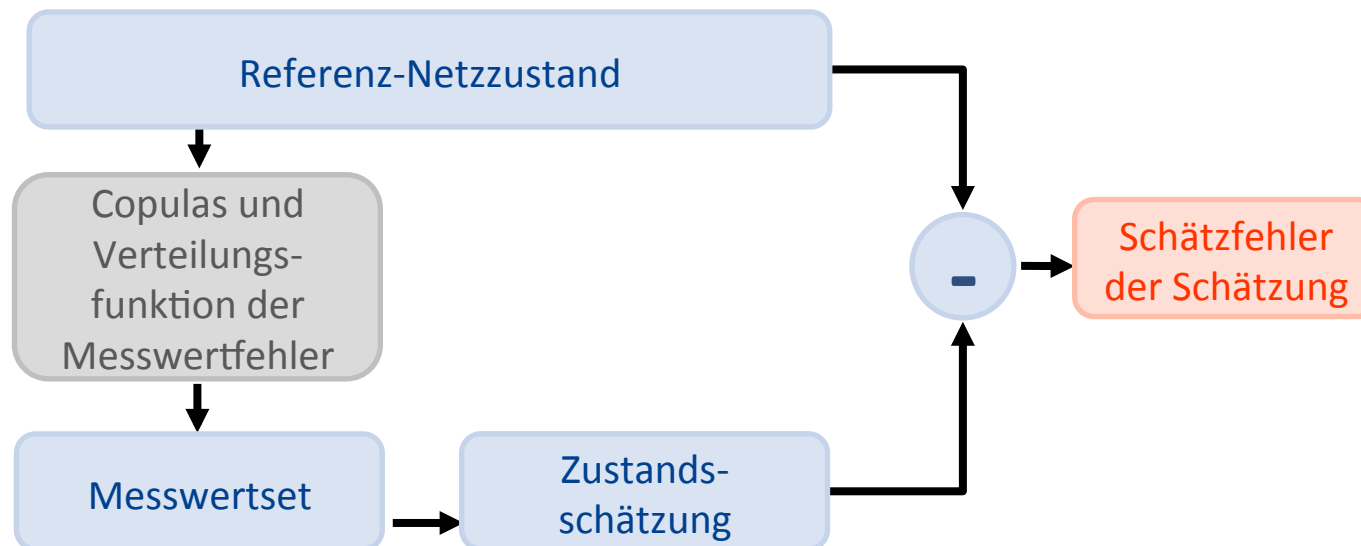 Referenz-Netzzustand
Copulas und
Verteilungs-
funktion der
Messwertfehler
-
Schätzfehler
der Schätzung
Messwertset
Zustands-
schätzung